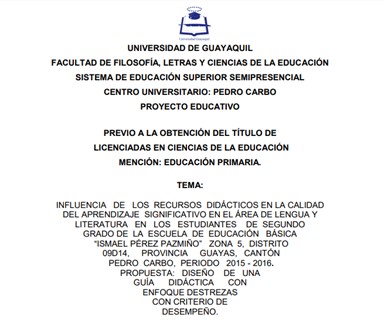 UNIVERSIDAD DE GUAYAQUIL
FACULTAD DE FILOSOFÍA, LETRAS Y CIENCIAS DE LA EDUCACIÓN
SISTEMA DE EDUCACIÓN SUPERIOR SEMIPRESENCIAL
CENTRO UNIVERSITARIO: PEDRO CARBO
PROYECTO EDUCATIVO
PREVIO A LA OBTENCIÓN DEL TÍTULO DE
LICENCIADAS EN CIENCIAS DE LA EDUCACIÓN
MENCIÓN: EDUCACIÓN PRIMARIA.
TEMA:
INFLUENCIA DE LOS RECURSOS DIDÁCTICOS EN LA CALIDAD
DEL APRENDIZAJE SIGNIFICATIVO EN EL ÁREA DE LENGUA Y
LITERATURA EN LOS ESTUDIANTES DE SEGUNDO
GRADO DE LA ESCUELA DE EDUCACIÓN BÁSICA
“ISMAEL PÉREZ PAZMIÑO” ZONA 5, DISTRITO
09D14, PROVINCIA GUAYAS, CANTÓN
PEDRO CARBO, PERIODO 2015 - 2016.
PROPUESTA: DISEÑO DE UNA
GUÍA DIDÁCTICA CON
ENFOQUE DESTREZAS
CON CRITERIO DE
DESEMPEÑO.